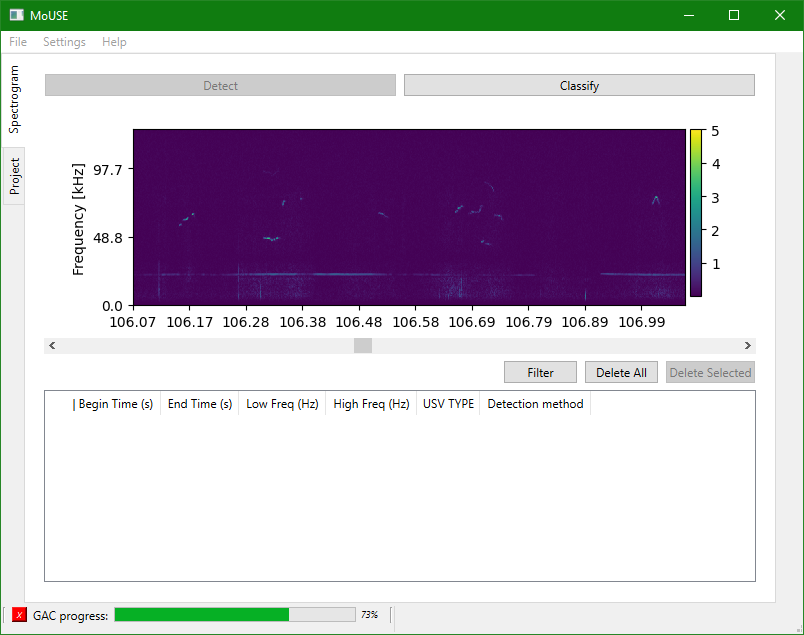 MoUSE
File Settings Help
Spectrogram
Project
Detect Classify
Frequency [kHz]
97.7
48.8
0.0
106.07 106.17 106.28 106.38 106.48 106.58 106.69 106.79 106.89 106.99
5
4
3
2
1
Filter Delete All Delete Selected
Begin Time (s) End Time (s) Low Freq (Hz) High Freq (Hz) USV TYPE Detection method
x GAC progress: 73%